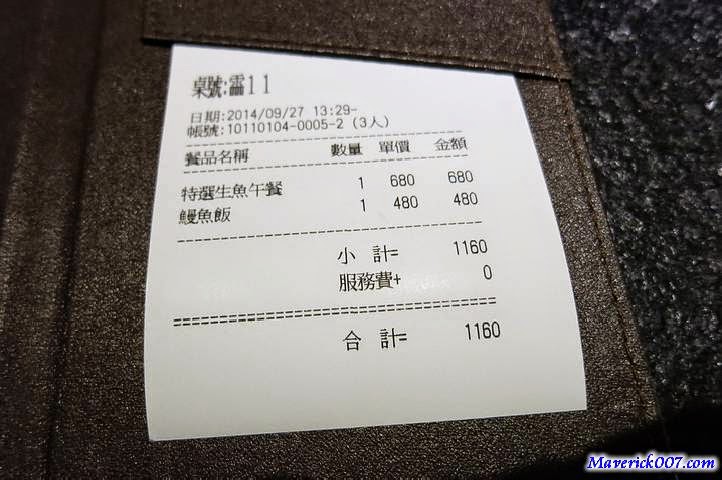 桌號:雷11
日期:2014/09/27 13:29-
帳號:10110104-0005-2 (3人)
餐品名稱 數量 單價 金額
特選生魚午餐 1 680 680
鰻魚飯 1 480 480
小 計= 1160
服務費+ 0
合 計= 1160
Maverick007.com